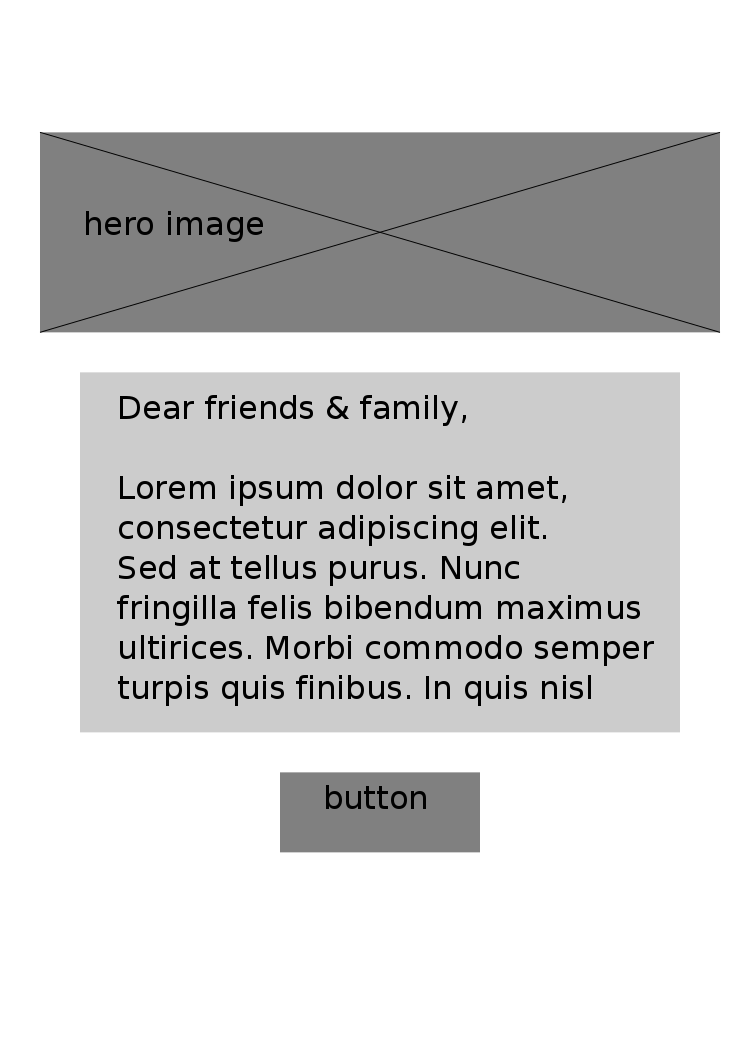 hero image
Dear friends & family,
Lorem ipsum dolor sit amet,
consectetur adipiscing elit.
Sed at tellus purus. Nunc
fringilla felis bibendum maximus
ultirices. Morbi commodo semper
turpis quis finibus. In quis nisl
button